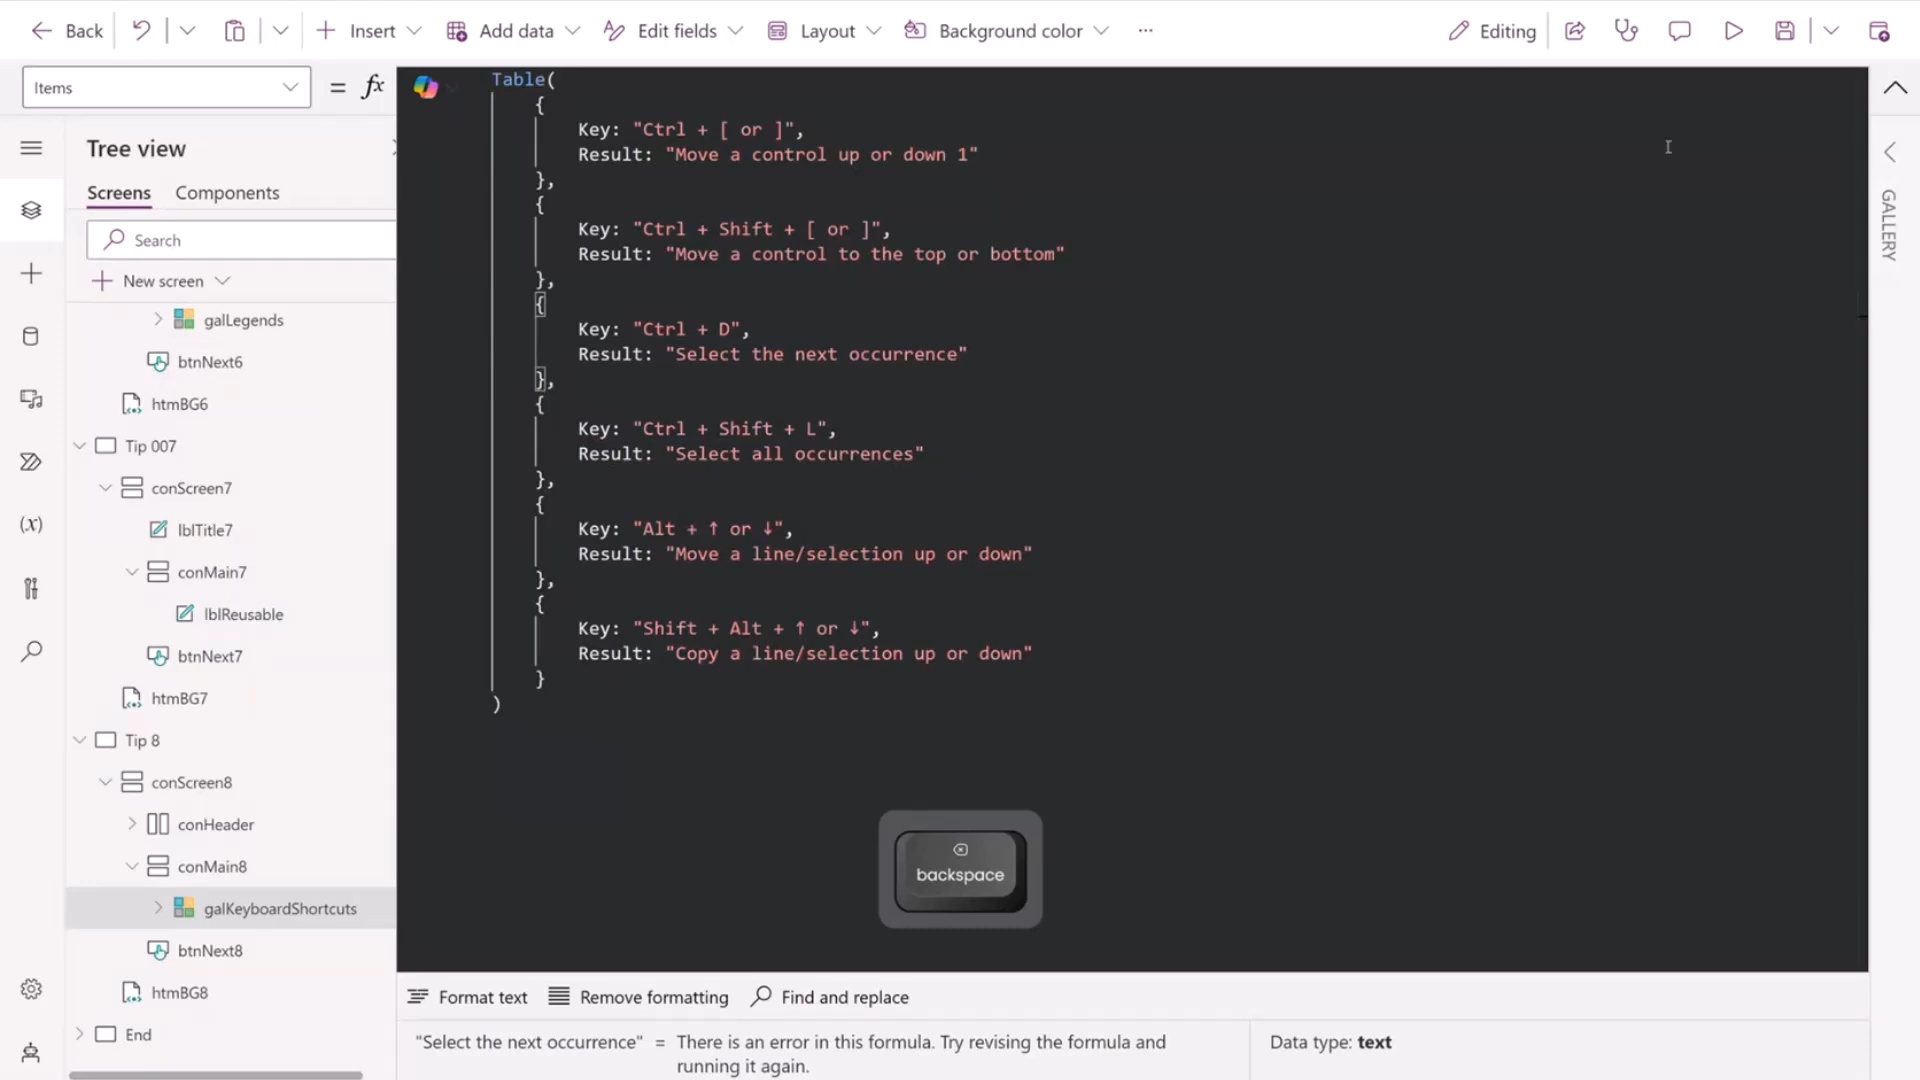 Back
Insert
Add data
Edit fields
Layout
Background color
...
Editing
Items
= fx
Tree view
Screens
Components
Search
New screen
galLegends
btnNext6
htmBG6
Tip 007
conScreen7
lblTitle7
conMain7
lblReusable
btnNext7
htmBG7
Tip 8
conScreen8
conHeader
conMain8
galKeyboardShortcuts
btnNext8
htmBG8
End
(x)
Table(
{
Key: "Ctrl + [ or ]",
Result: "Move a control up or down 1"
},
{
Key: "Ctrl + Shift + [ or ]",
Result: "Move a control to the top or bottom"
},
{
Key: "Ctrl + D",
Result: "Select the next occurrence"
},
{
Key: "Ctrl + Shift + L",
Result: "Select all occurrences"
},
{
Key: "Alt + ↑ or ↓",
Result: "Move a line/selection up or down"
},
{
Key: "Shift + Alt + ↑ or ↓",
Result: "Copy a line/selection up or down"
}
)
backspace
GALLERY
Format text
Remove formatting
Find and replace
"Select the next occurrence" = There is an error in this formula. Try revising the formula and
running it again.
Data type: text